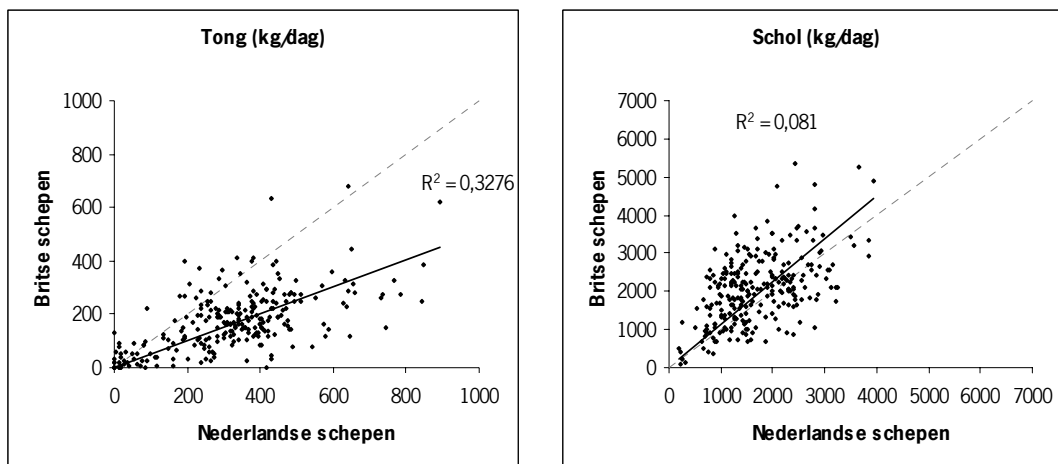 Tong (kg/dag)
1000
800
600
400
200
0
R² = 0,3276
Britse schepen
0 200 400 600 800 1000
Nederlandse schepen
Schol (kg/dag)
7000
6000
5000
4000
3000
2000
1000
0
R² = 0,081
Britse schepen
0 1000 2000 3000 4000 5000 6000 7000
Nederlandse schepen